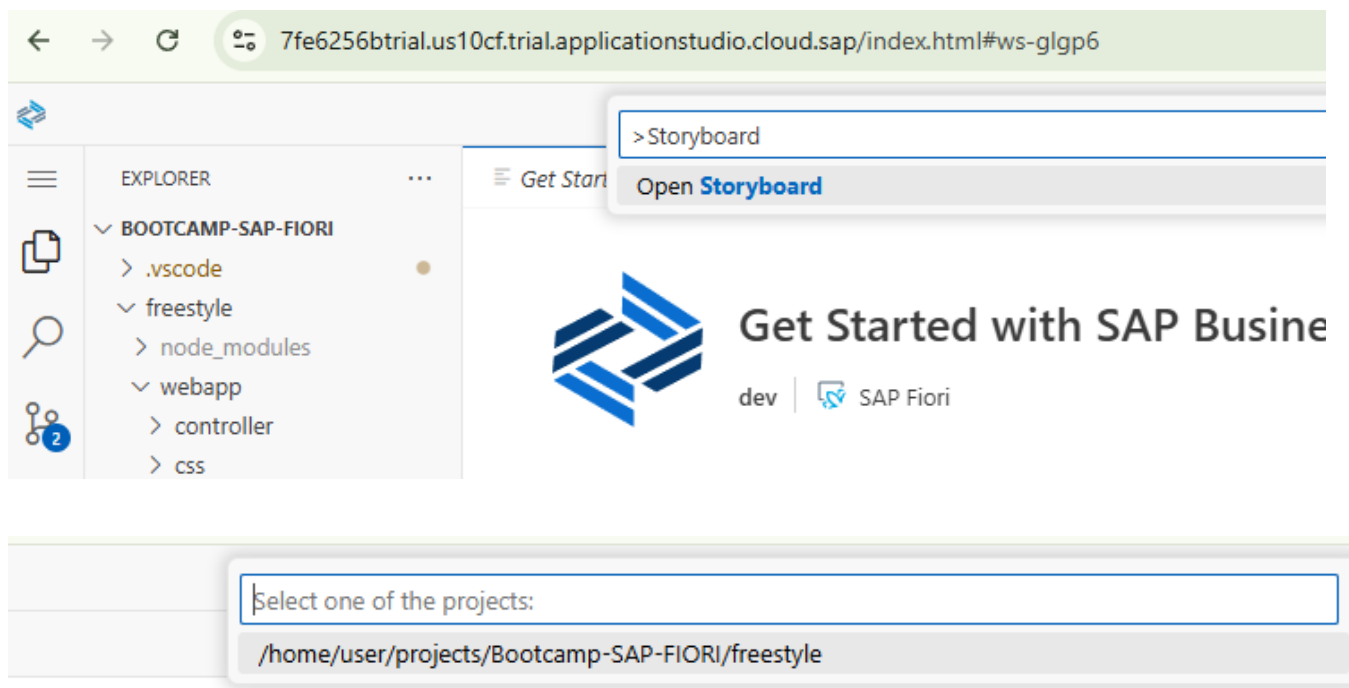 7fe6256btrial.us10cf.trial.applicationstudio.cloud.sap/index.html#ws-glgp6
>Storyboard
EXPLORER ...
Get Start
Open Storyboard
BOOTCAMP-SAP-FIORI
.vscode
freestyle
node_modules
webapp
controller
css
2
Get Started with SAP Busine
dev | SAP Fiori
Select one of the projects:
/home/user/projects/Bootcamp-SAP-FIORI/freestyle